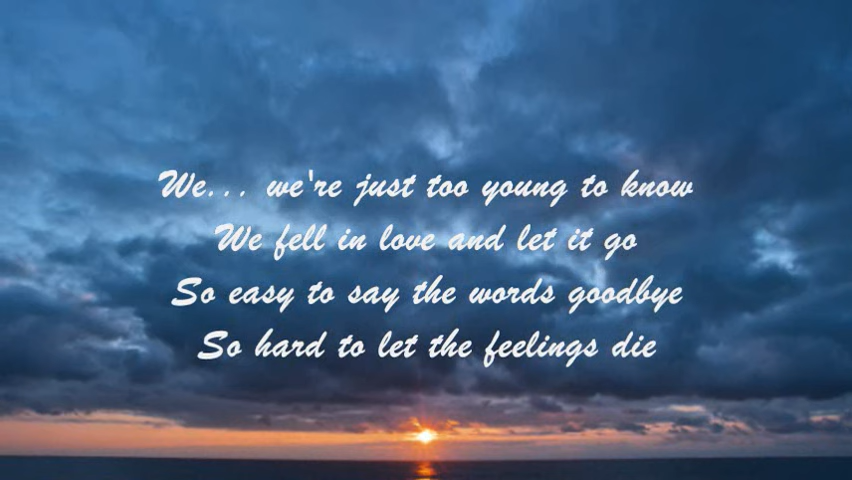 We... we're just too young to know
We fell in love and let it go
So easy to say the words goodbye
So hard to let the feelings die